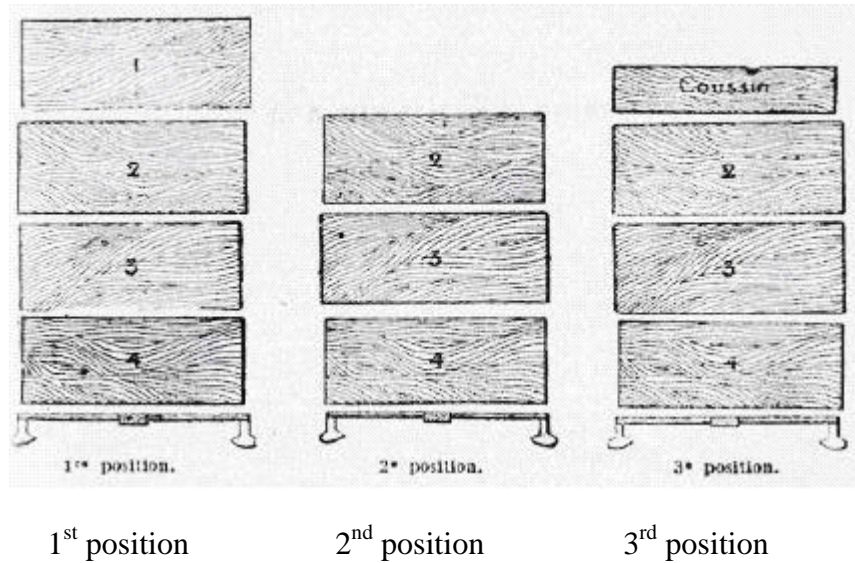 1
2 2 Coussin
2
3 3 3
4 4 4
1re position. 2e position. 3e position.
1st position 2nd position 3rd position